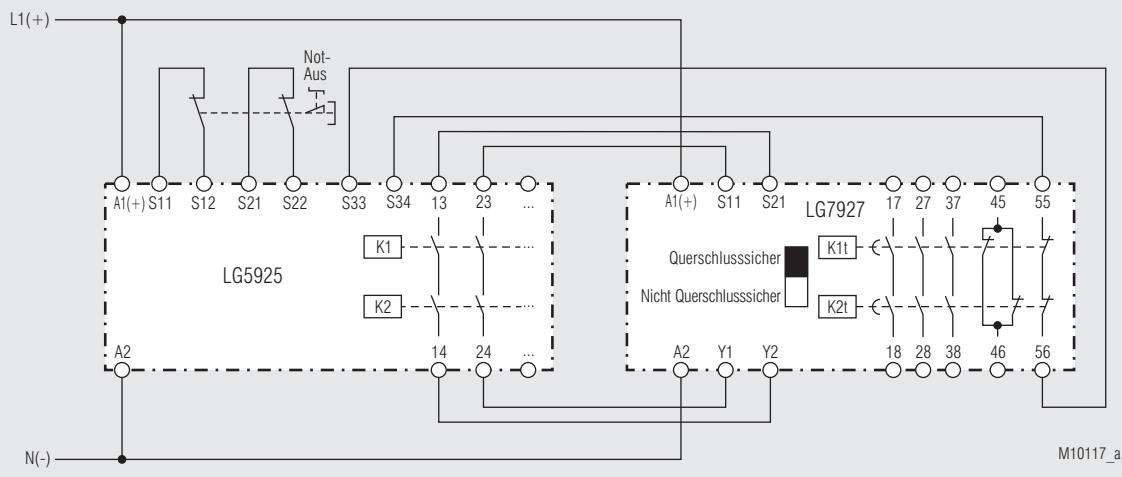 L1(+)
Not-
Aus
A1(+) S11 S12 S21 S22 S33 S34 13 23 ...
A1(+) S11 S21 17 27 37 45 55
LG7927
K1 ...
Querschlusssicher
K1t
LG5925
Nicht Querschlusssicher
K2 ...
K2t
A2 14 24 ...
A2 Y1 Y2 18 28 38 46 56
N(-)
M10117_a